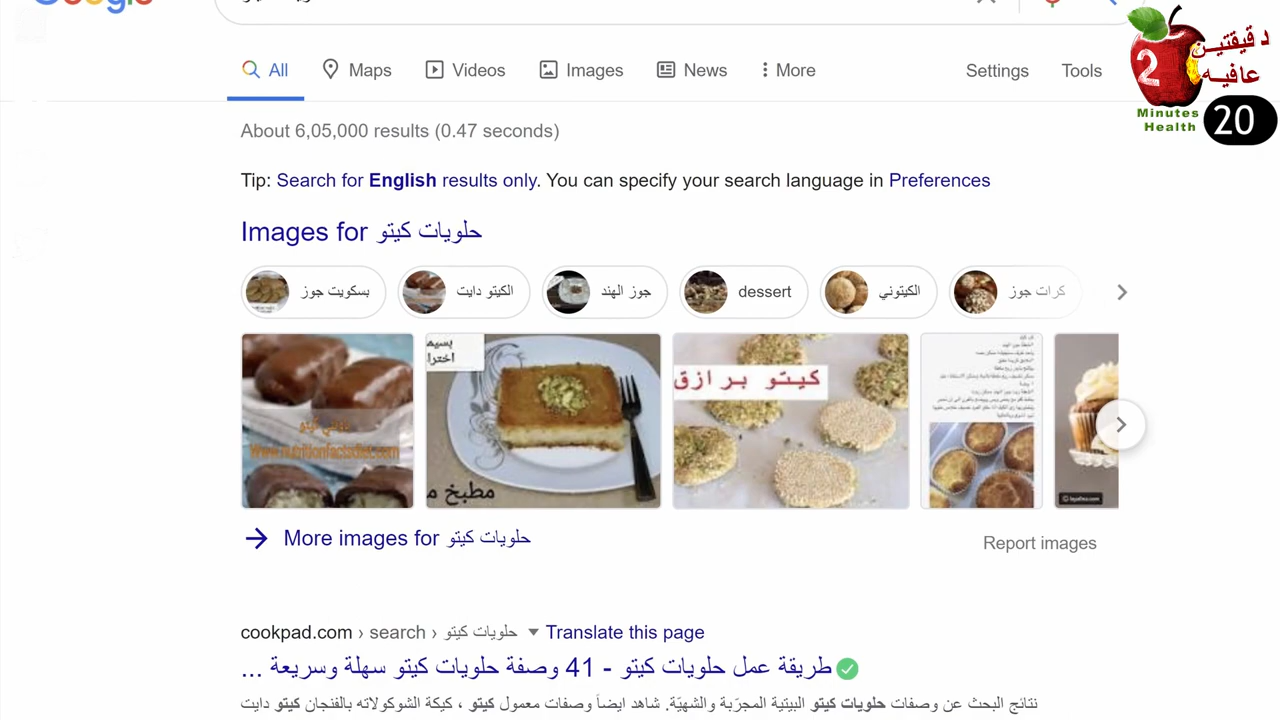 All Maps Videos Images News More Settings Tools
2
دقيقتين
عافيه
Minutes
Health
20
About 6,05,000 results (0.47 seconds)
Tip: Search for English results only. You can specify your search language in Preferences
Images for حلويات كيتو
بسكويت جوز
الكيتو دايت
جوز الهند
dessert
الكيتوني
كرات جوز
كيتو
Www.nutritionfactsdiet.com
مطبخ
كيتو برازق
More images for حلويات كيتو
Report images
cookpad.com › search › حلويات كيتو Translate this page
طريقة عمل حلويات كيتو - 41 وصفة حلويات كيتو سهلة وسريعة ...
نتائج البحث عن وصفات حلويات كيتو البيتية المجرّبة والشهيّة. شاهد ايضاً وصفات معمول كيتو ، كيكة الشوكولاته بالفنجان كيتو دايت